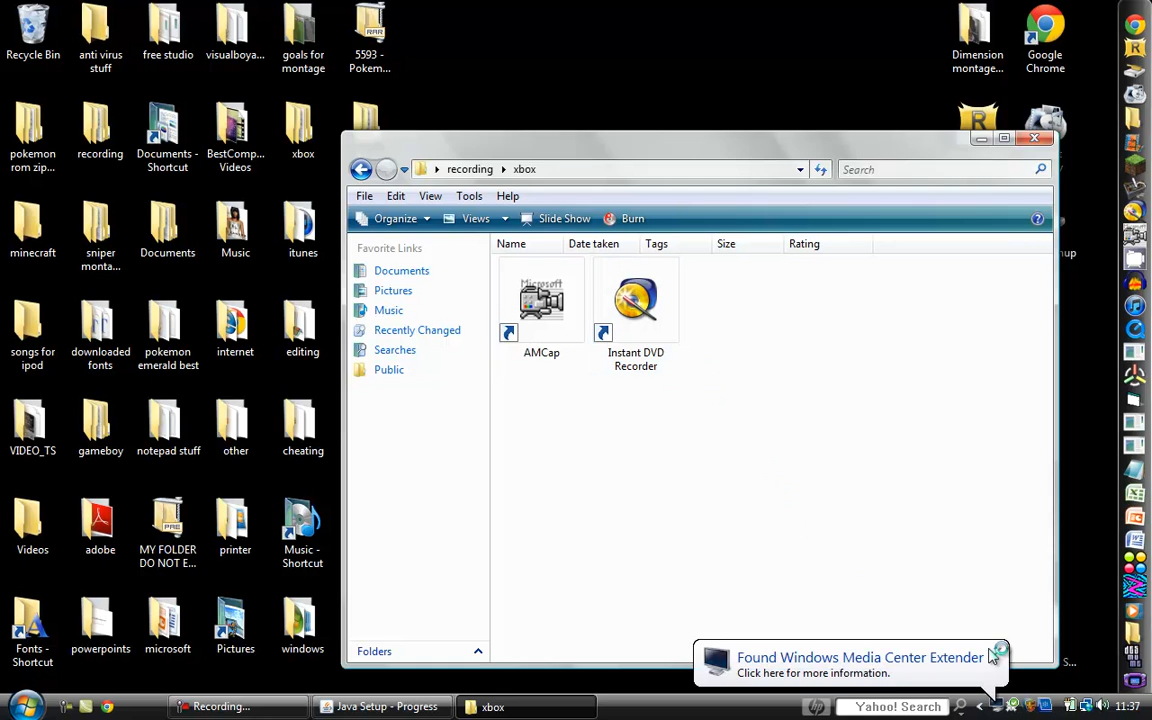 Recycle Bin
anti virus
stuff
free studio
visualboya...
goals for
montage
5593 -
Pokem...
Dimension
montage...
Google
Chrome
pokemon
rom zip...
recording
Documents -
Shortcut
BestComp...
Videos
xbox
recording
xbox
Search
File
Edit
View
Tools
Help
Organize
Views
Slide Show
Burn
Favorite Links
Name
Date taken
Tags
Size
Rating
Documents
Pictures
Music
Recently Changed
Searches
Public
Microsoft
AMCap
Instant DVD
Recorder
minecraft
sniper
monta...
Documents
Music
itunes
songs for
ipod
downloaded
fonts
pokemon
emerald best
internet
editing
VIDEO_TS
gameboy
notepad stuff
other
cheating
Videos
adobe
MY FOLDER
DO NOT E...
printer
Music -
Shortcut
Fonts -
Shortcut
powerpoints
microsoft
Pictures
windows
Folders
Found Windows Media Center Extender
Click here for more information.
Recording...
Java Setup - Progress
xbox
Yahoo! Search
11:37